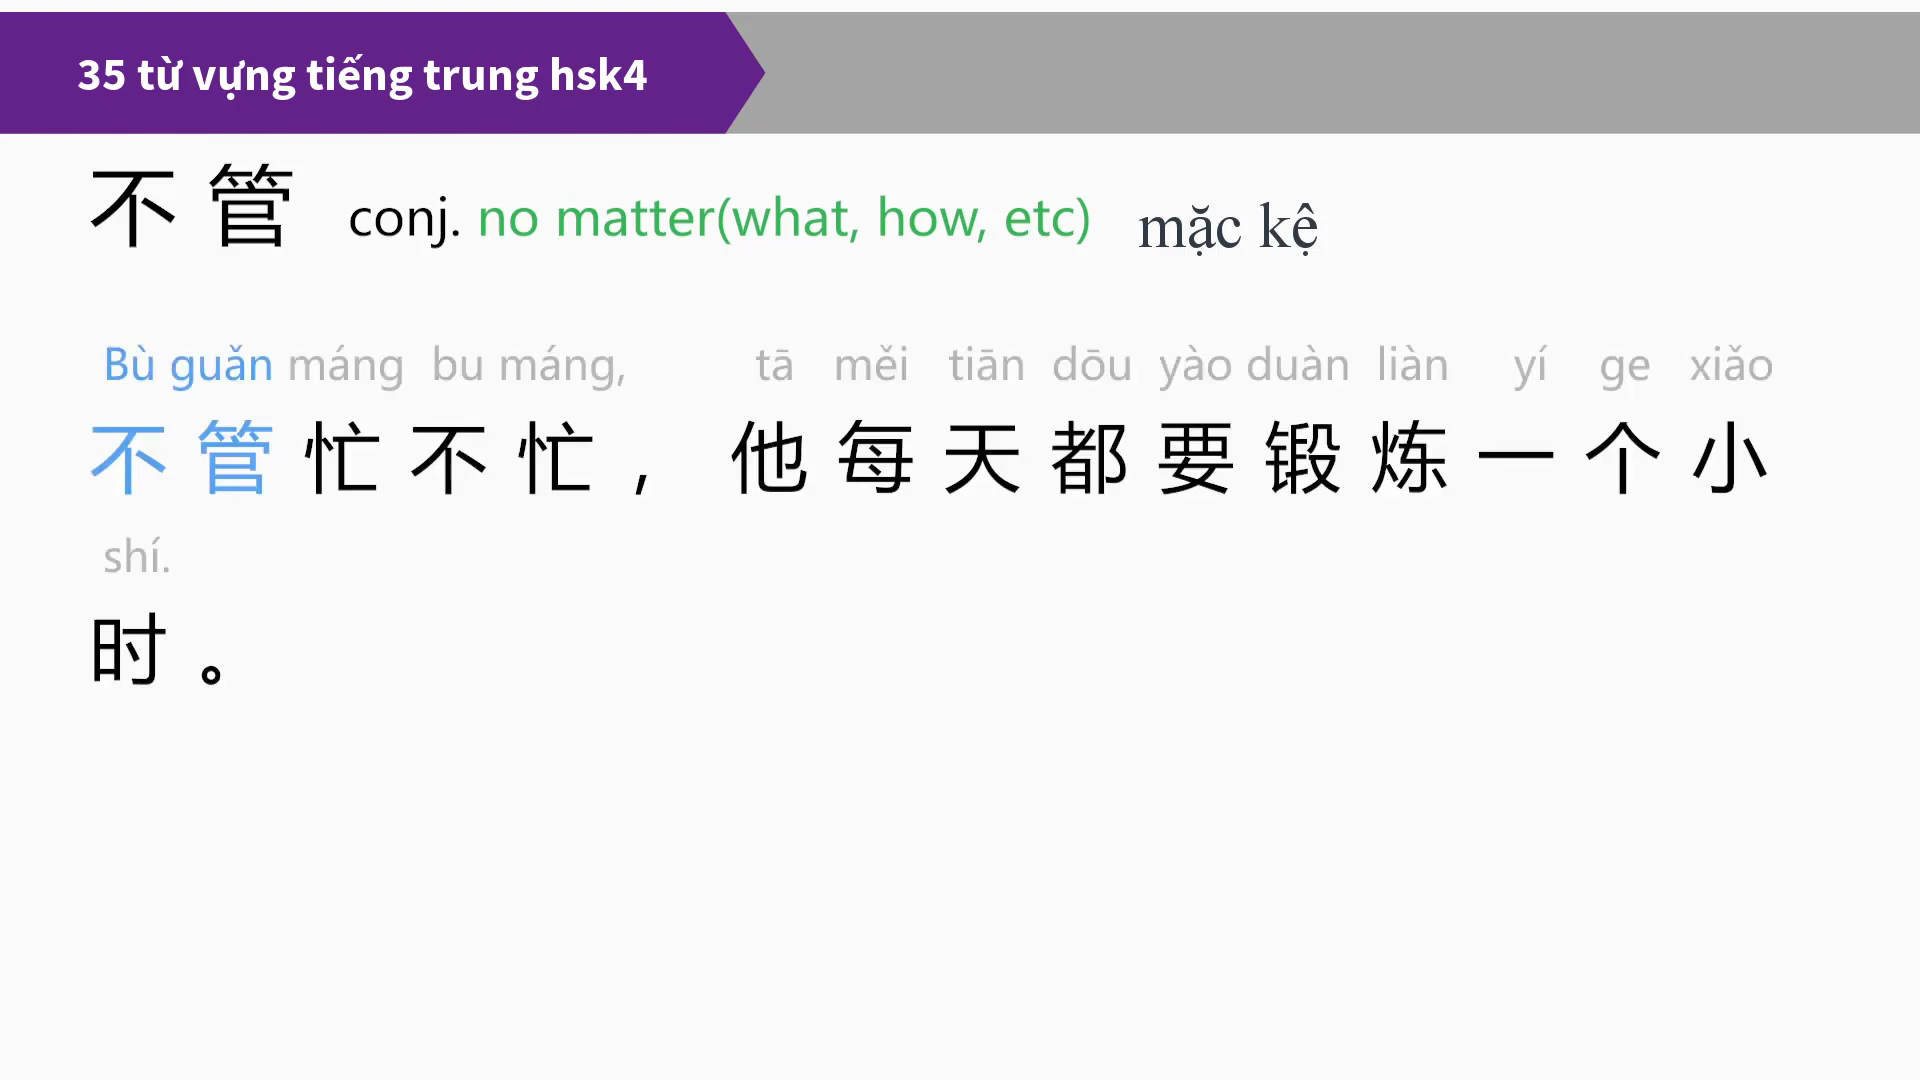 35 từ vựng tiếng trung hsk4
不管 conj. no matter(what, how, etc) mặc kệ
Bù guǎn máng bu máng, tā měi tiān dōu yào duàn liàn yí ge xiǎo
不管忙不忙, 他每天都要锻炼一个小
shí.
时。